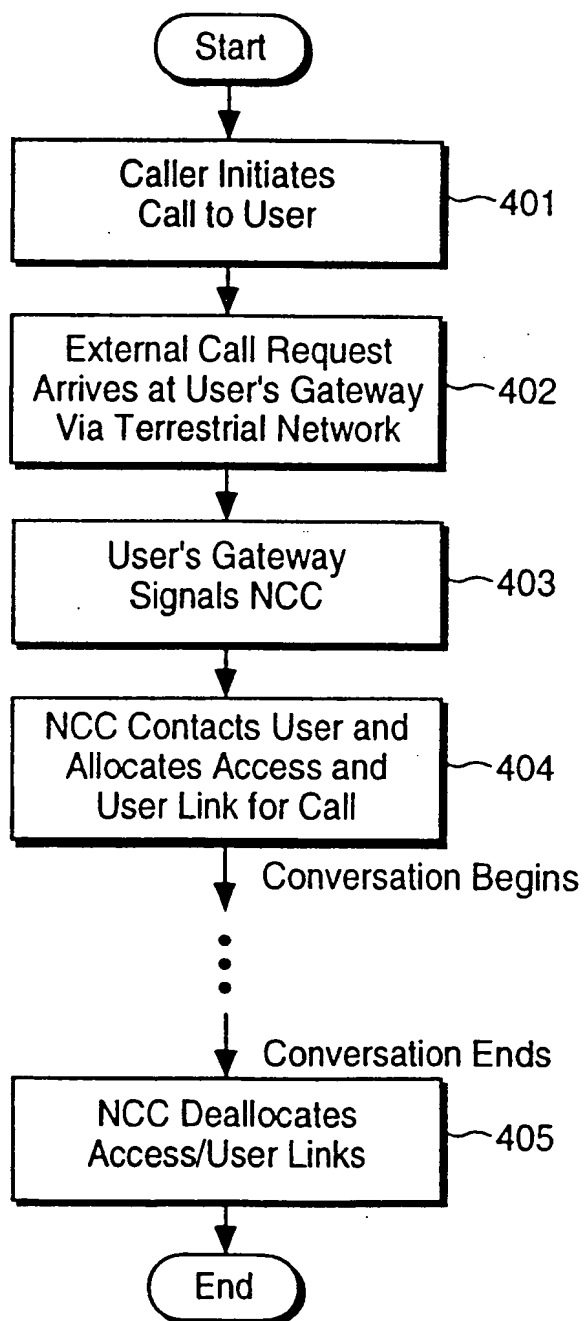 Start
Caller Initiates
Call to User
401
External Call Request
Arrives at User's Gateway
Via Terrestrial Network
402
User's Gateway
Signals NCC
403
NCC Contacts User and
Allocates Access and
User Link for Call
404
Conversation Begins
Conversation Ends
NCC Deallocates
Access/User Links
405
End